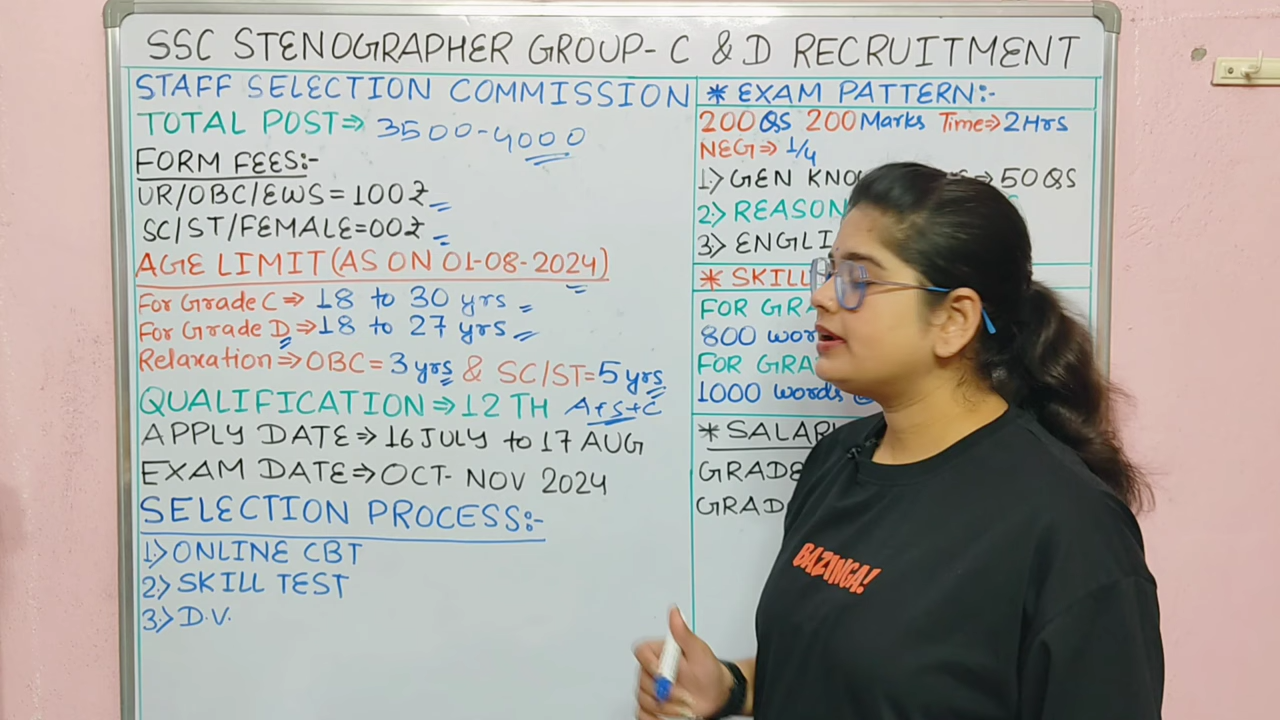 SSC STENOGRAPHER GROUP- C & D RECRUITMENT
STAFF SELECTION COMMISSION
TOTAL POST⇒ 3500-4000
FORM FEES:-
UR/OBC/EWS = 100₹
SC/ST/FEMALE=00₹
AGE LIMIT (AS ON 01-08-2024)
For Grade C ⇒ 18 to 30 yrs
For Grade D ⇒ 18 to 27 yrs
Relaxation ⇒ OBC = 3 yrs & SC/ST=5 yrs
QUALIFICATION ⇒ 12 TH A+S+C
APPLY DATE ⇒ 16 JULY to 17 AUG
EXAM DATE ⇒ OCT- NOV 2024
SELECTION PROCESS:-
1.> ONLINE CBT
2.> SKILL TEST
3.> D.V.
* EXAM PATTERN:-
200 QS 200 Marks Time ⇒ 2 Hrs
NEG ⇒ 1/4
1.> GEN ⇒ 50 QS
2.> REASON
3.> ENGLI
* SKILL
FOR GRA
800 wor
FOR GRA
1000 words @
* SALAR
GRADE
GRAD
BAZINGA!